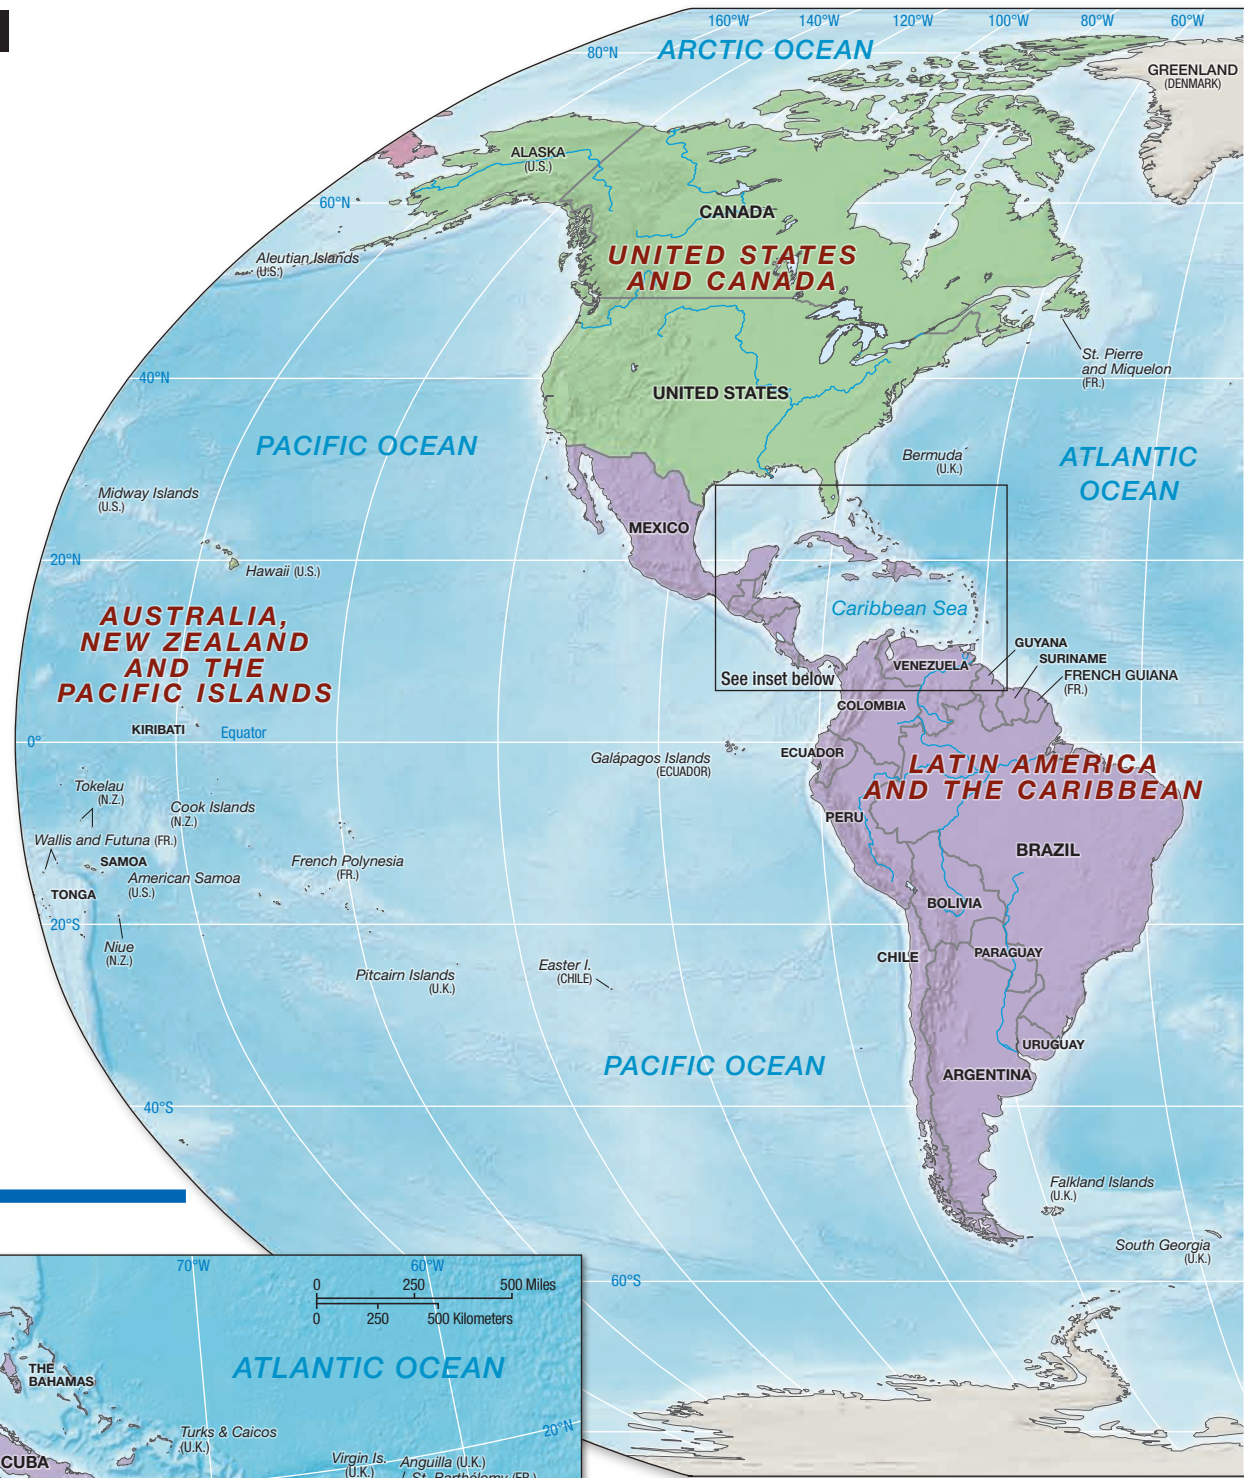 160°W
140°W
120°W
100°W
80°W
60°W
80°N
ARCTIC OCEAN
GREENLAND
(DENMARK)
ALASKA
(U.S.)
60°N
CANADA
Aleutian Islands
(U.S.)
UNITED STATES
AND CANADA
St. Pierre
and Miquelon
(FR.)
40°N
UNITED STATES
PACIFIC OCEAN
Bermuda
(U.K.)
ATLANTIC
OCEAN
Midway Islands
(U.S.)
MEXICO
20°N
Hawaii (U.S.)
AUSTRALIA,
NEW ZEALAND
AND THE
PACIFIC ISLANDS
Caribbean Sea
GUYANA
SURINAME
FRENCH GUIANA
(FR.)
VENEZUELA
See inset below
COLOMBIA
KIRIBATI
Equator
0°
Galápagos Islands
(ECUADOR)
ECUADOR
LATIN AMERICA
AND THE CARIBBEAN
Tokelau
(N.Z.)
Cook Islands
(N.Z.)
PERU
Wallis and Futuna (FR.)
BRAZIL
SAMOA
American Samoa
(U.S.)
French Polynesia
(FR.)
TONGA
BOLIVIA
20°S
Niue
(N.Z.)
CHILE
PARAGUAY
Pitcairn Islands
(U.K.)
Easter I.
(CHILE)
URUGUAY
PACIFIC OCEAN
ARGENTINA
40°S
Falkland Islands
(U.K.)
South Georgia
(U.K.)
60°S
70°W
60°W
0
250
500 Miles
0
250
500 Kilometers
THE
BAHAMAS
ATLANTIC OCEAN
20°N
Turks & Caicos
(U.K.)
CUBA
Virgin Is.
(U.K.)
Anguilla (U.K.)
St. Barthélemy (FR.)